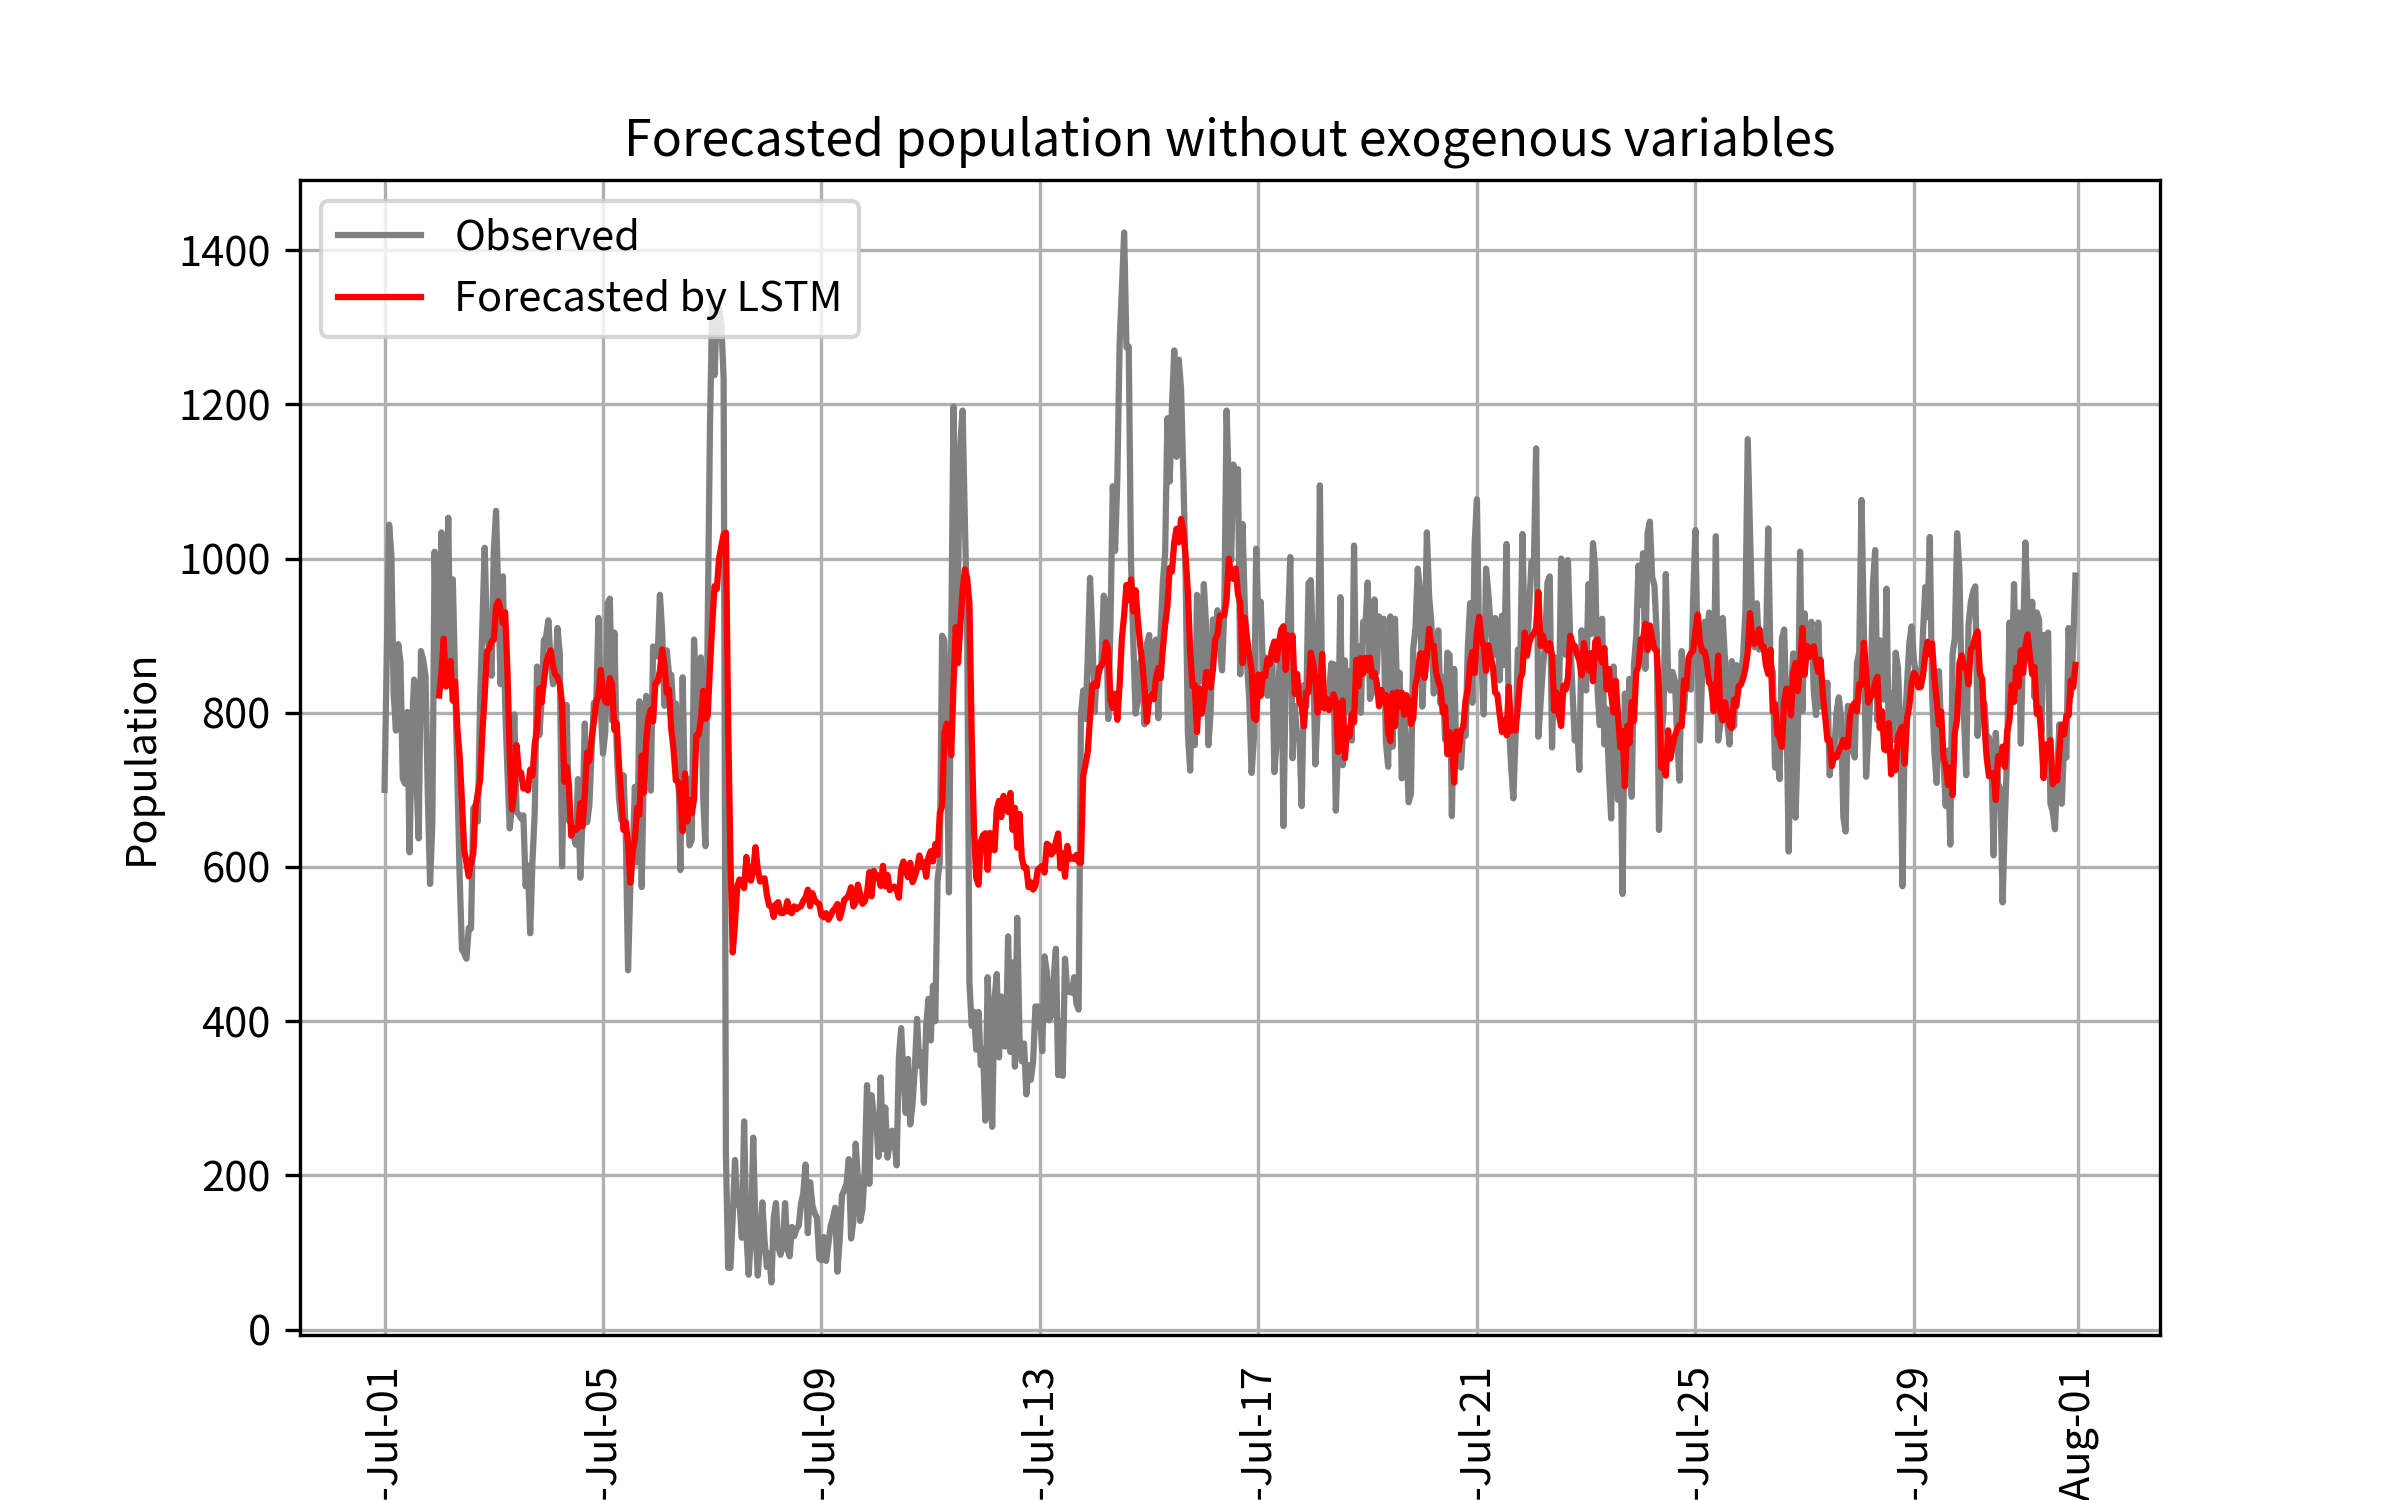 Forecasted population without exogenous variables
Observed
Forecasted by LSTM
Population
1400
1200
1000
800
600
400
200
0
-Jul-01
-Jul-05
-Jul-09
-Jul-13
-Jul-17
-Jul-21
-Jul-25
-Jul-29
Aug-01